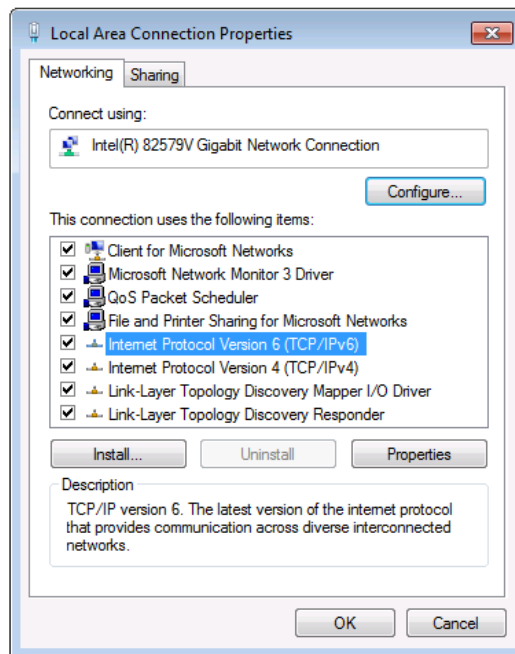 Local Area Connection Properties
Networking
Sharing
Connect using:
Intel(R) 82579V Gigabit Network Connection
Configure...
This connection uses the following items:
Client for Microsoft Networks
Microsoft Network Monitor 3 Driver
QoS Packet Scheduler
File and Printer Sharing for Microsoft Networks
Internet Protocol Version 6 (TCP/IPv6)
Internet Protocol Version 4 (TCP/IPv4)
Link-Layer Topology Discovery Mapper I/O Driver
Link-Layer Topology Discovery Responder
Install...
Uninstall
Properties
Description
TCP/IP version 6. The latest version of the internet protocol
that provides communication across diverse interconnected
networks.
OK
Cancel